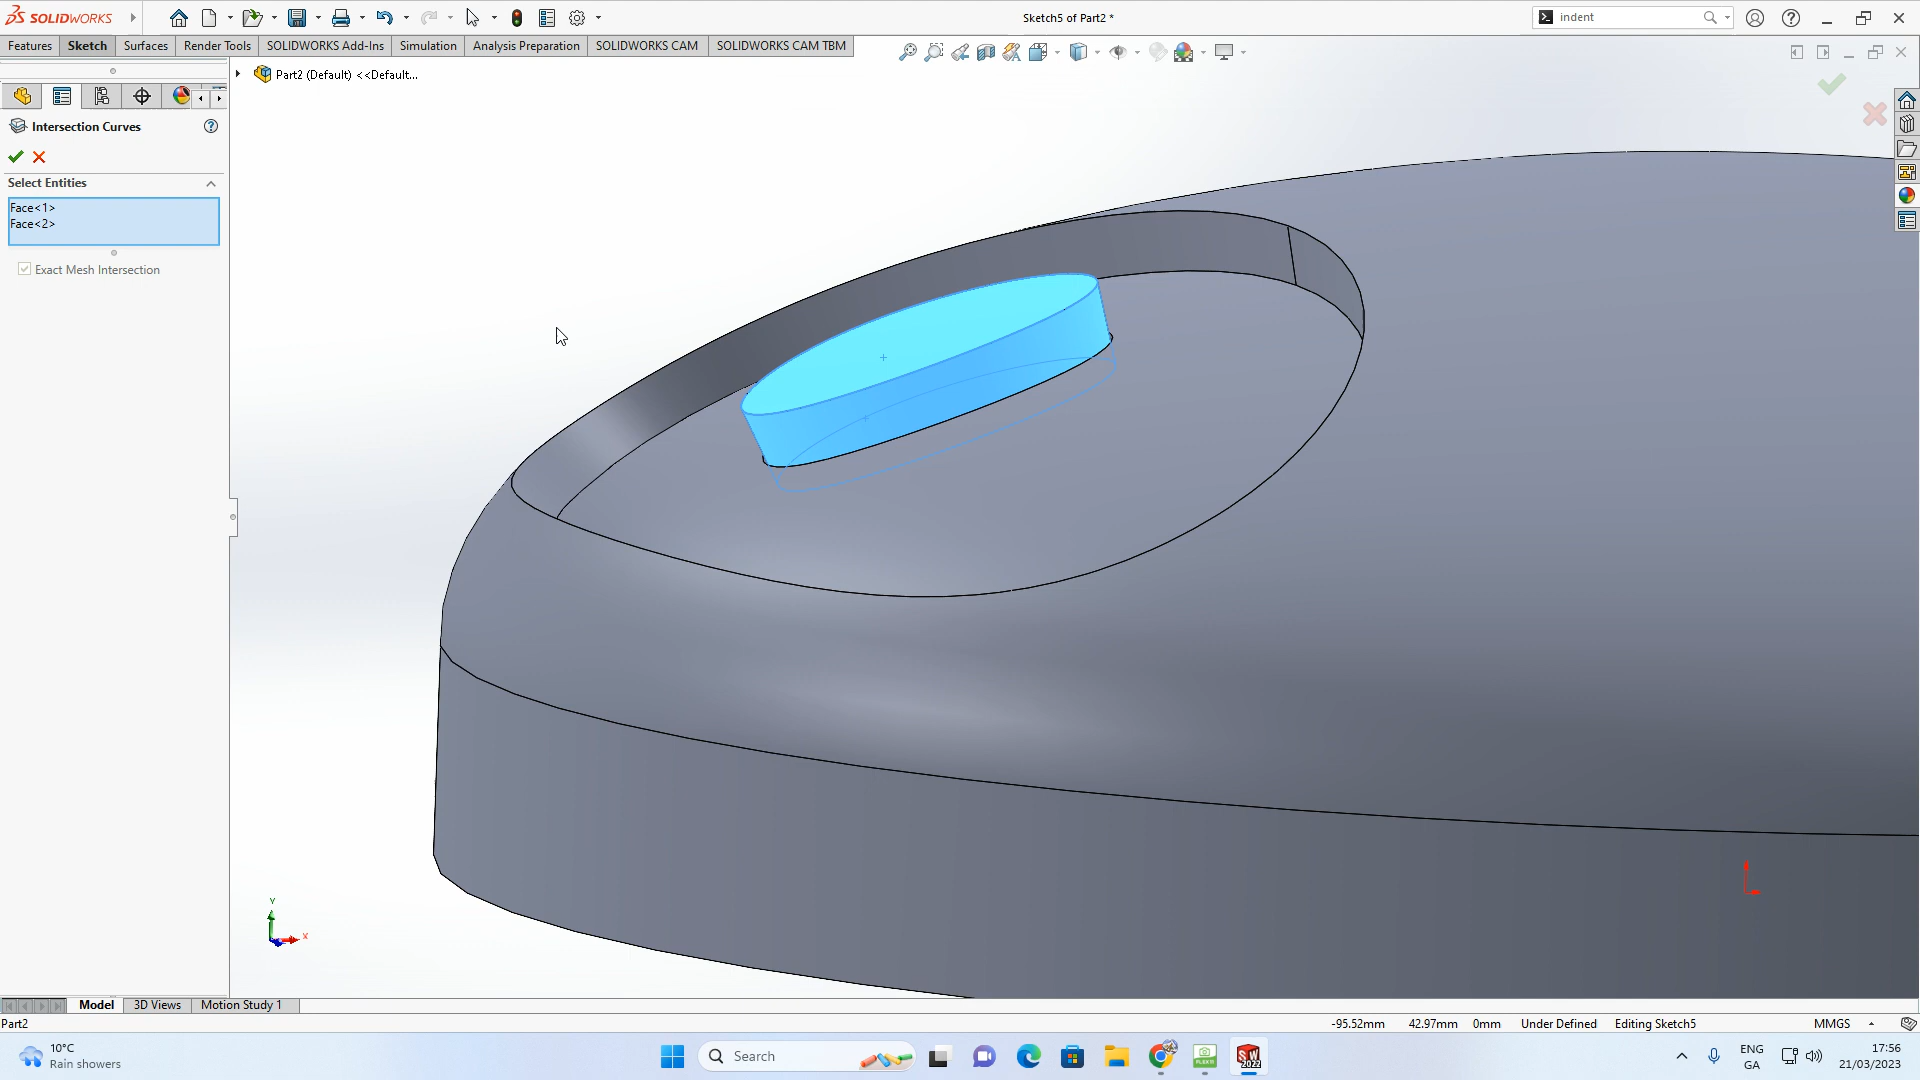 SOLIDWORKS
Sketch5 of Part2 *
indent
Features
Sketch
Surfaces
Render Tools
SOLIDWORKS Add-Ins
Simulation
Analysis Preparation
SOLIDWORKS CAM
SOLIDWORKS CAM TBM
Part2 (Default) <<Default...
Intersection Curves
Select Entities
Face<1>
Face<2>
Exact Mesh Intersection
Y
X
Model
3D Views
Motion Study 1
Part2
-95.52mm
42.97mm
0mm
Under Defined
Editing Sketch5
MMGS
10°C
Rain showers
Search
ENG
GA
17:56
21/03/2023